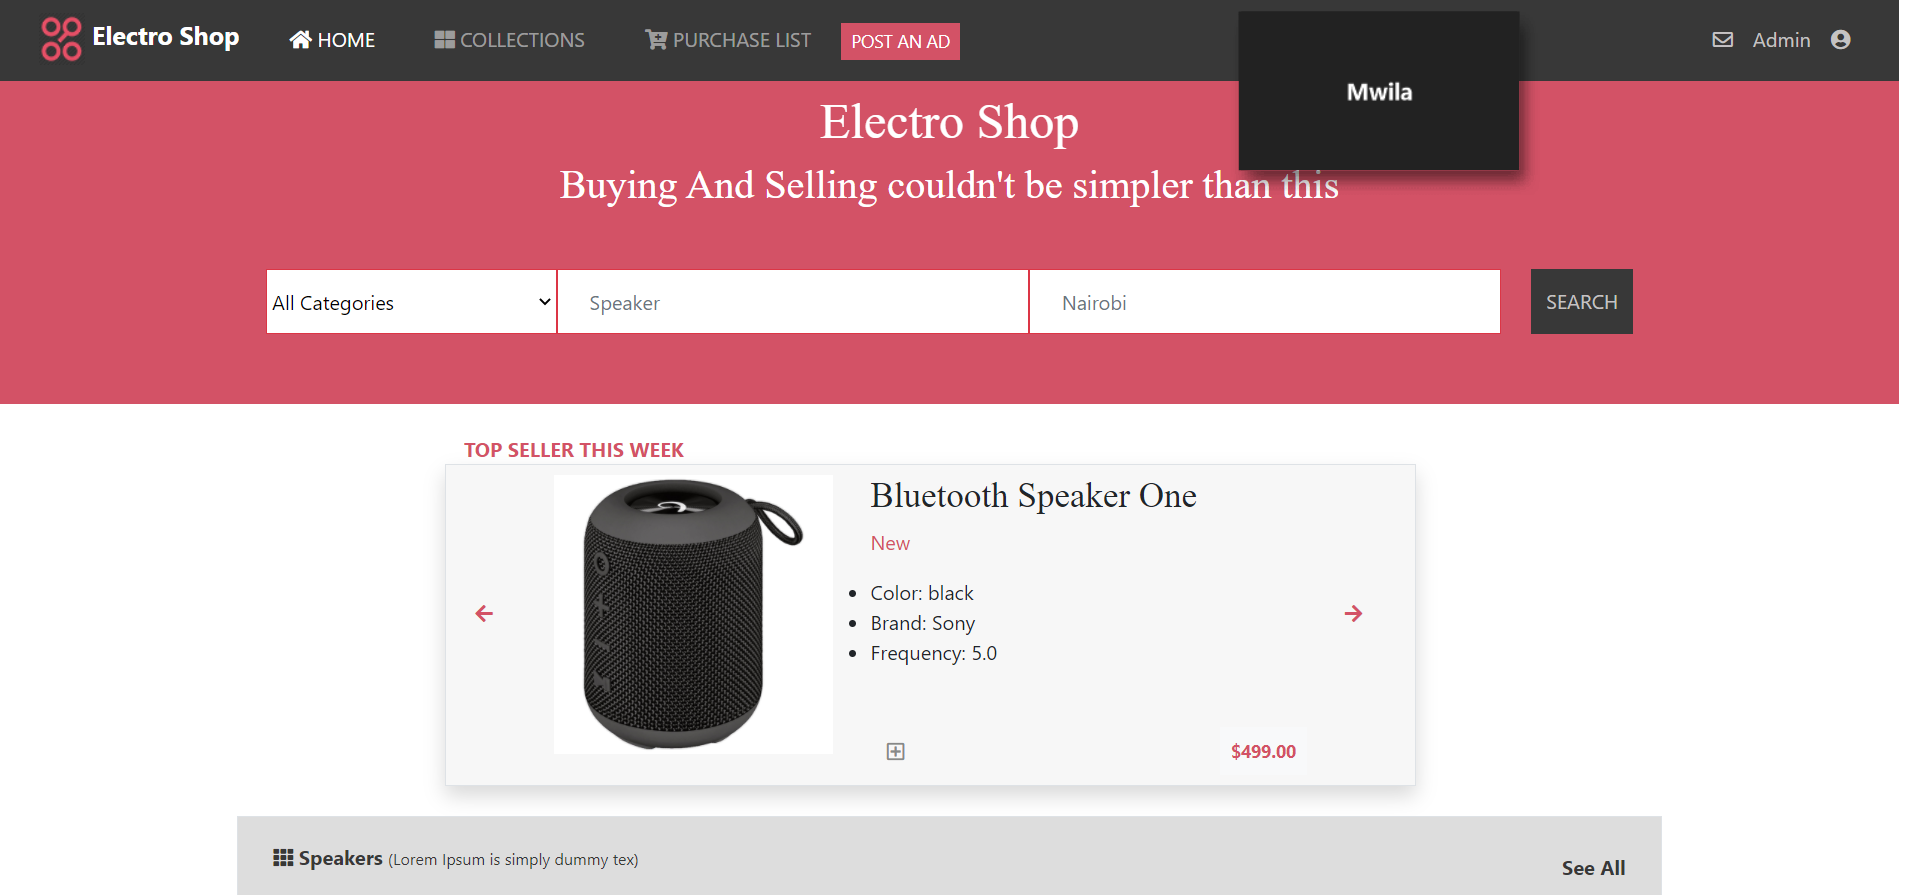 Electro Shop
HOME
COLLECTIONS
PURCHASE LIST
POST AN AD
Mwila
Admin
Electro Shop
Buying And Selling couldn't be simpler than this
All Categories
Speaker
Nairobi
SEARCH
TOP SELLER THIS WEEK
Bluetooth Speaker One
New
Color: black
Brand: Sony
Frequency: 5.0
$499.00
Speakers (Lorem Ipsum is simply dummy tex)
See All